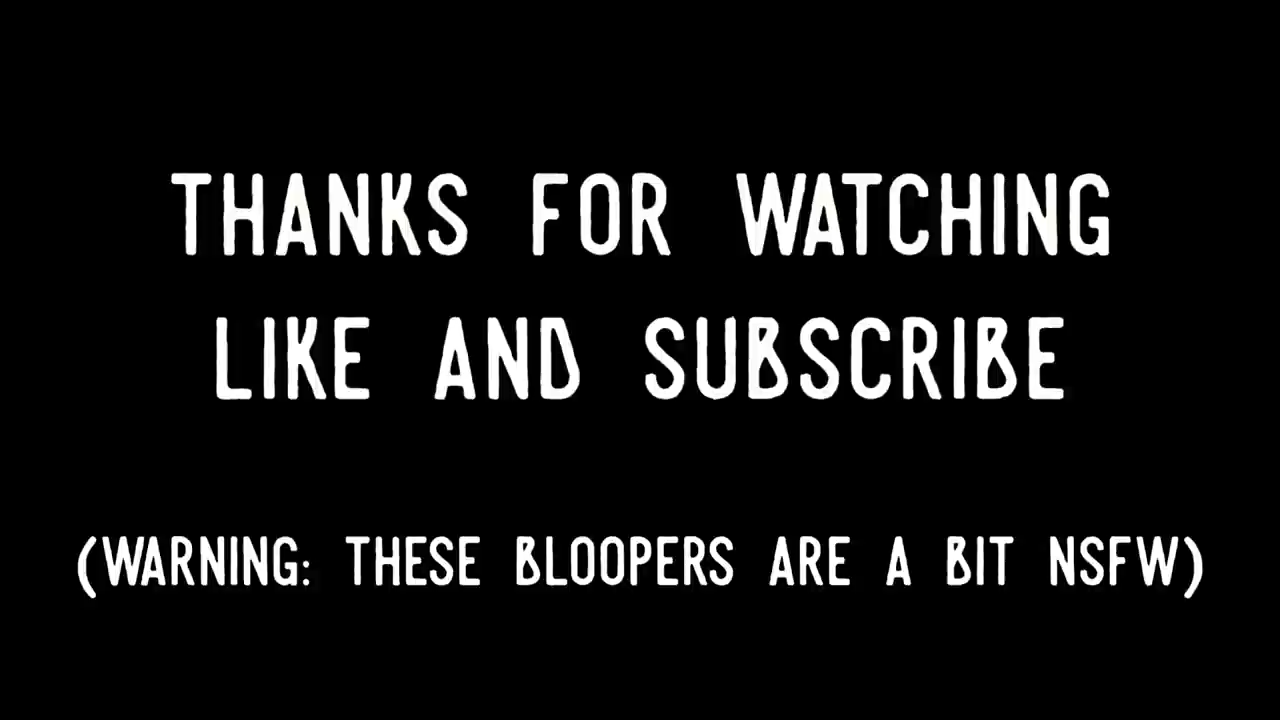 THANKS FOR WATCHING
LIKE AND SUBSCRIBE
(WARNING: THESE BLOOPERS ARE A BIT NSFW)